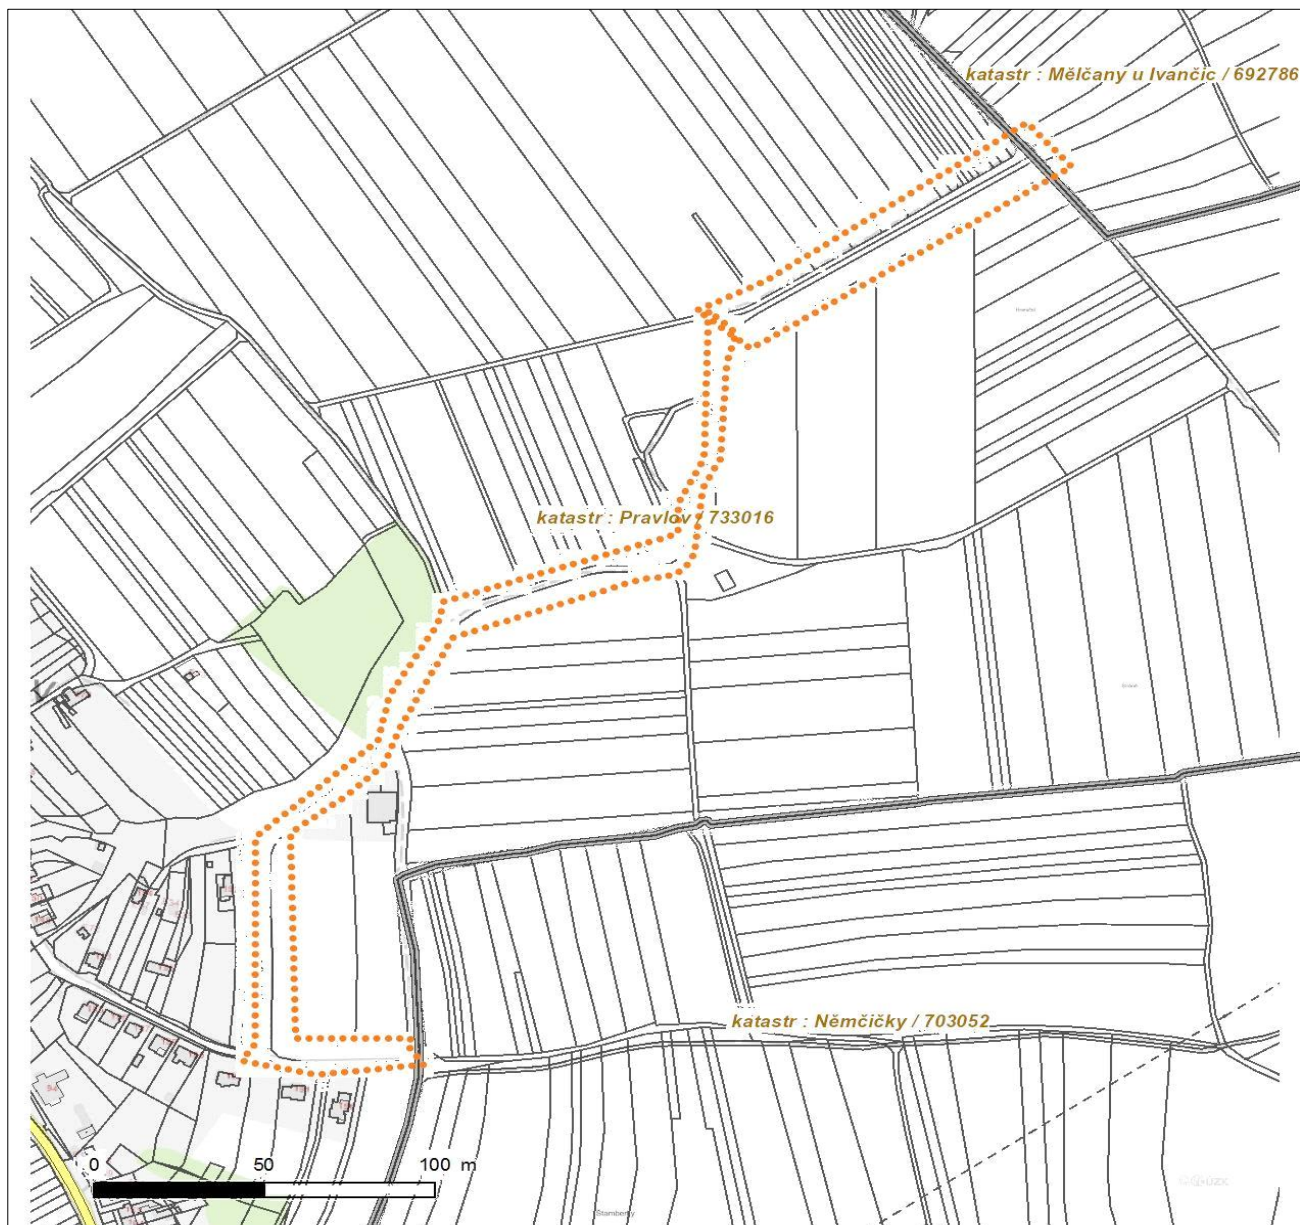 katastr : Mělčany u Ivančic / 692786
katastr : Pravlov / 733016
katastr : Němčičky / 703052
0 50 100 m